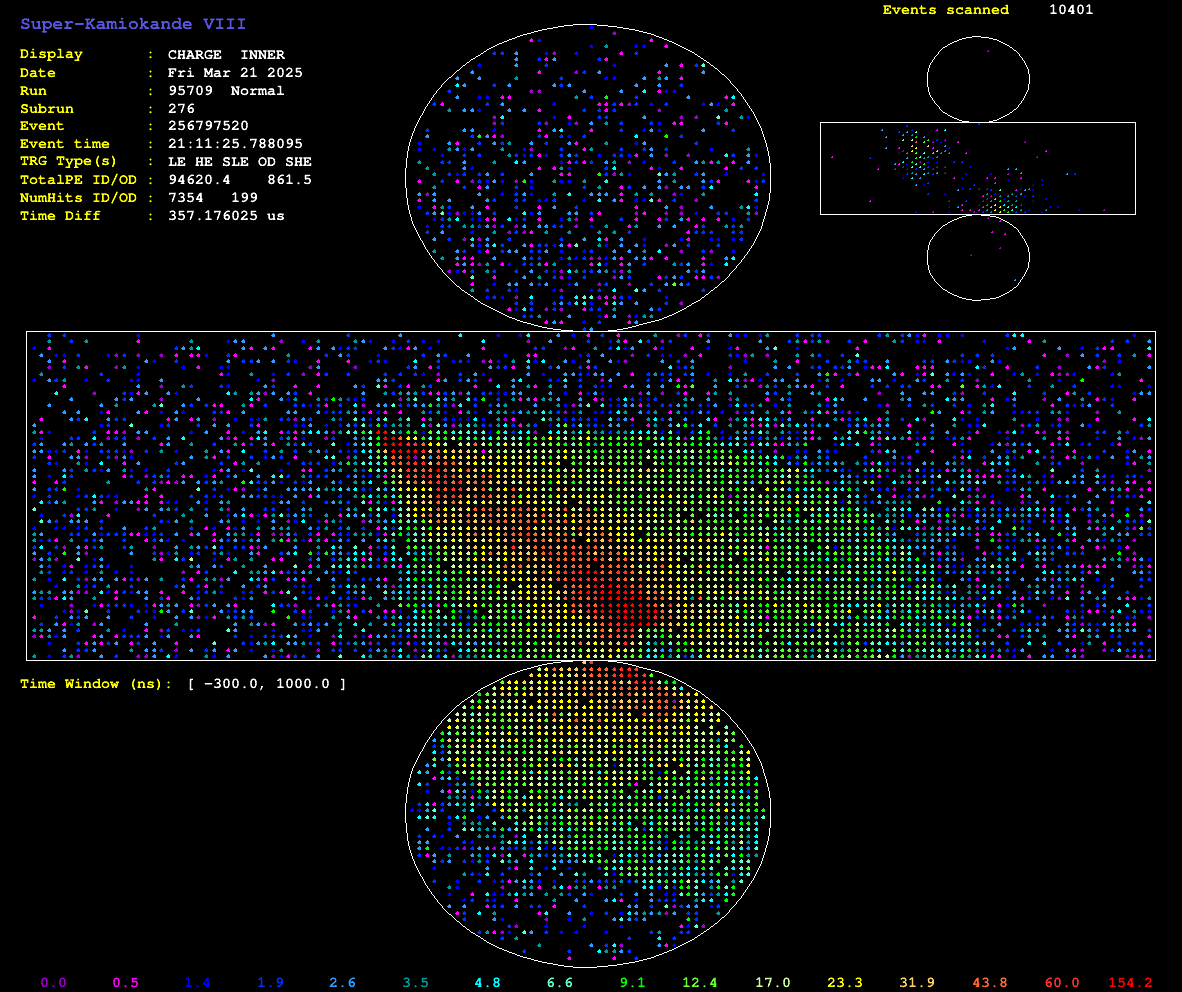 Super-Kamiokande VIII
Events scanned 10401
Display : CHARGE INNER
Date : Fri Mar 21 2025
Run : 95709 Normal
Subrun : 276
Event : 256797520
Event time : 21:11:25.788095
TRG Type(s) : LE HE SLE OD SHE
TotalPE ID/OD : 94620.4 861.5
NumHits ID/OD : 7354 199
Time Diff : 357.176025 us
Time Window (ns): [ -300.0, 1000.0 ]
0.0 0.5 1.4 1.9 2.6 3.5 4.8 6.6 9.1 12.4 17.0 23.3 31.9 43.8 60.0 154.2